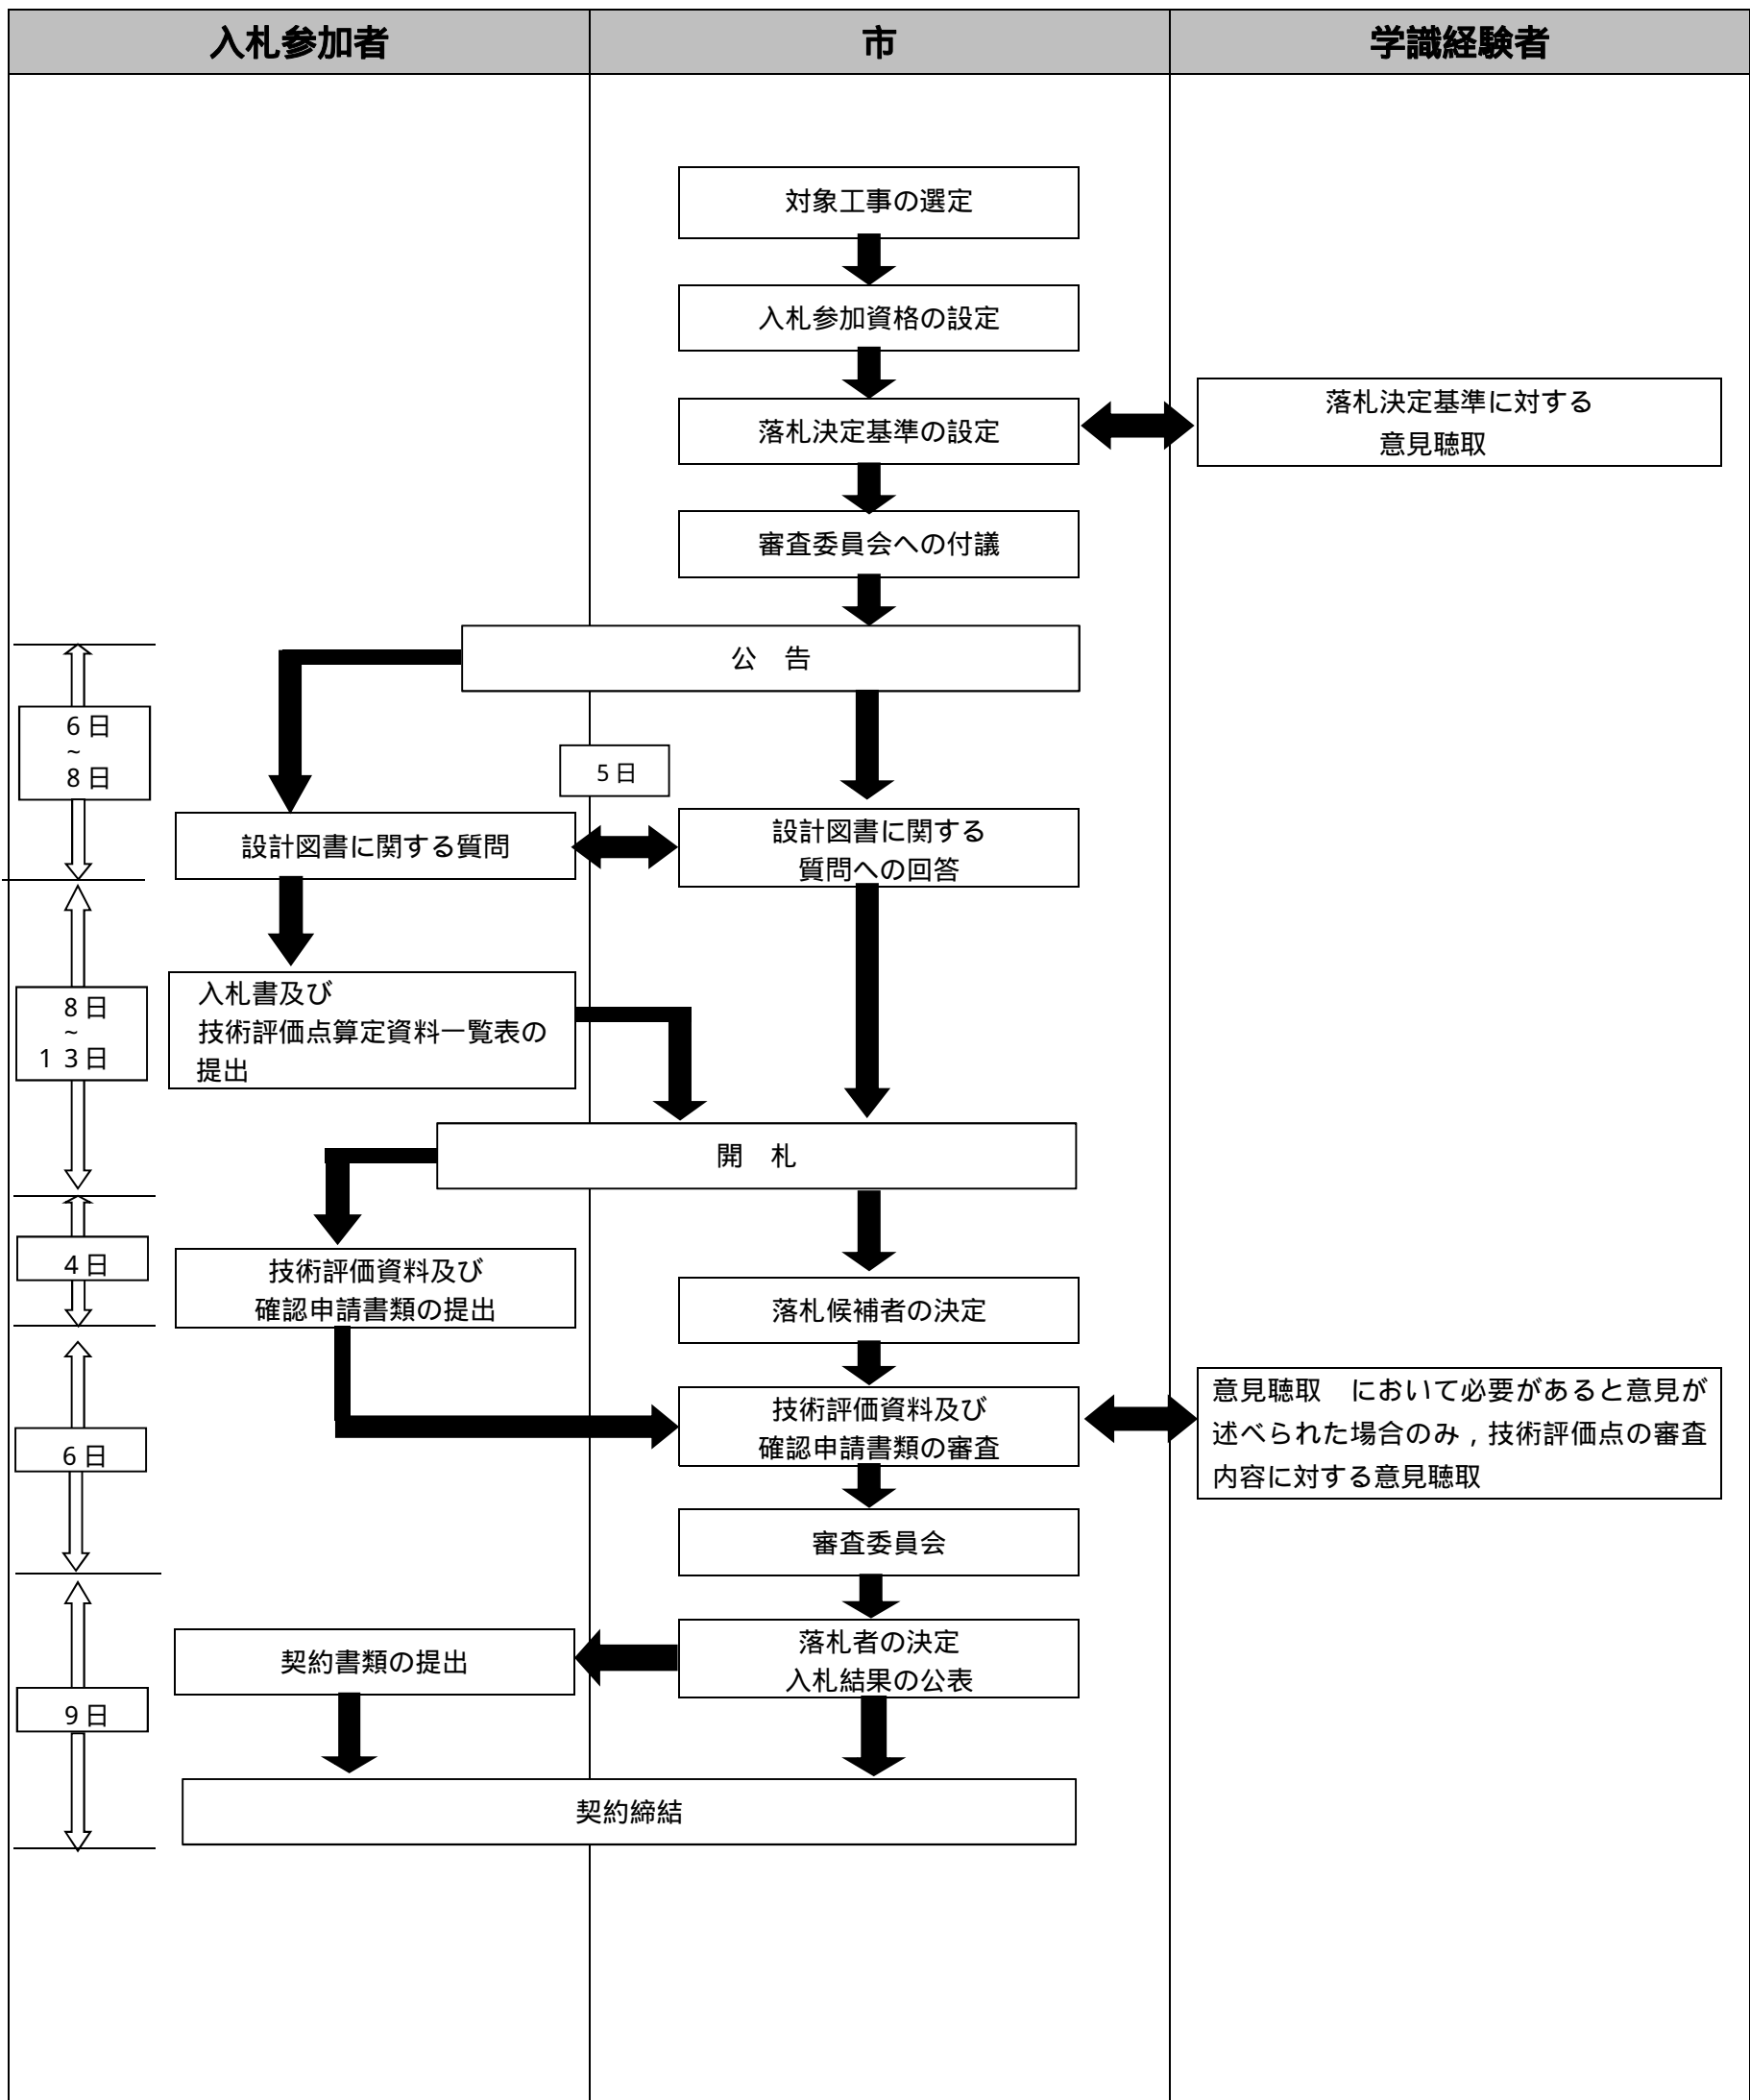 入札参加者
市
学識経験者
対象工事の選定
入札参加資格の設定
落札決定基準の設定
落札決定基準に対する
意見聴取
審査委員会への付議
公　告
6 日
~
8 日
5 日
設計図書に関する質問
設計図書に関する
質問への回答
8 日
~
1 3 日
入札書及び
技術評価点算定資料一覧表の
提出
開　札
4 日
技術評価資料及び
確認申請書類の提出
落札候補者の決定
6 日
技術評価資料及び
確認申請書類の審査
意見聴取　において必要があると意見が
述べられた場合のみ，技術評価点の審査
内容に対する意見聴取
審査委員会
9 日
契約書類の提出
落札者の決定
入札結果の公表
契約締結